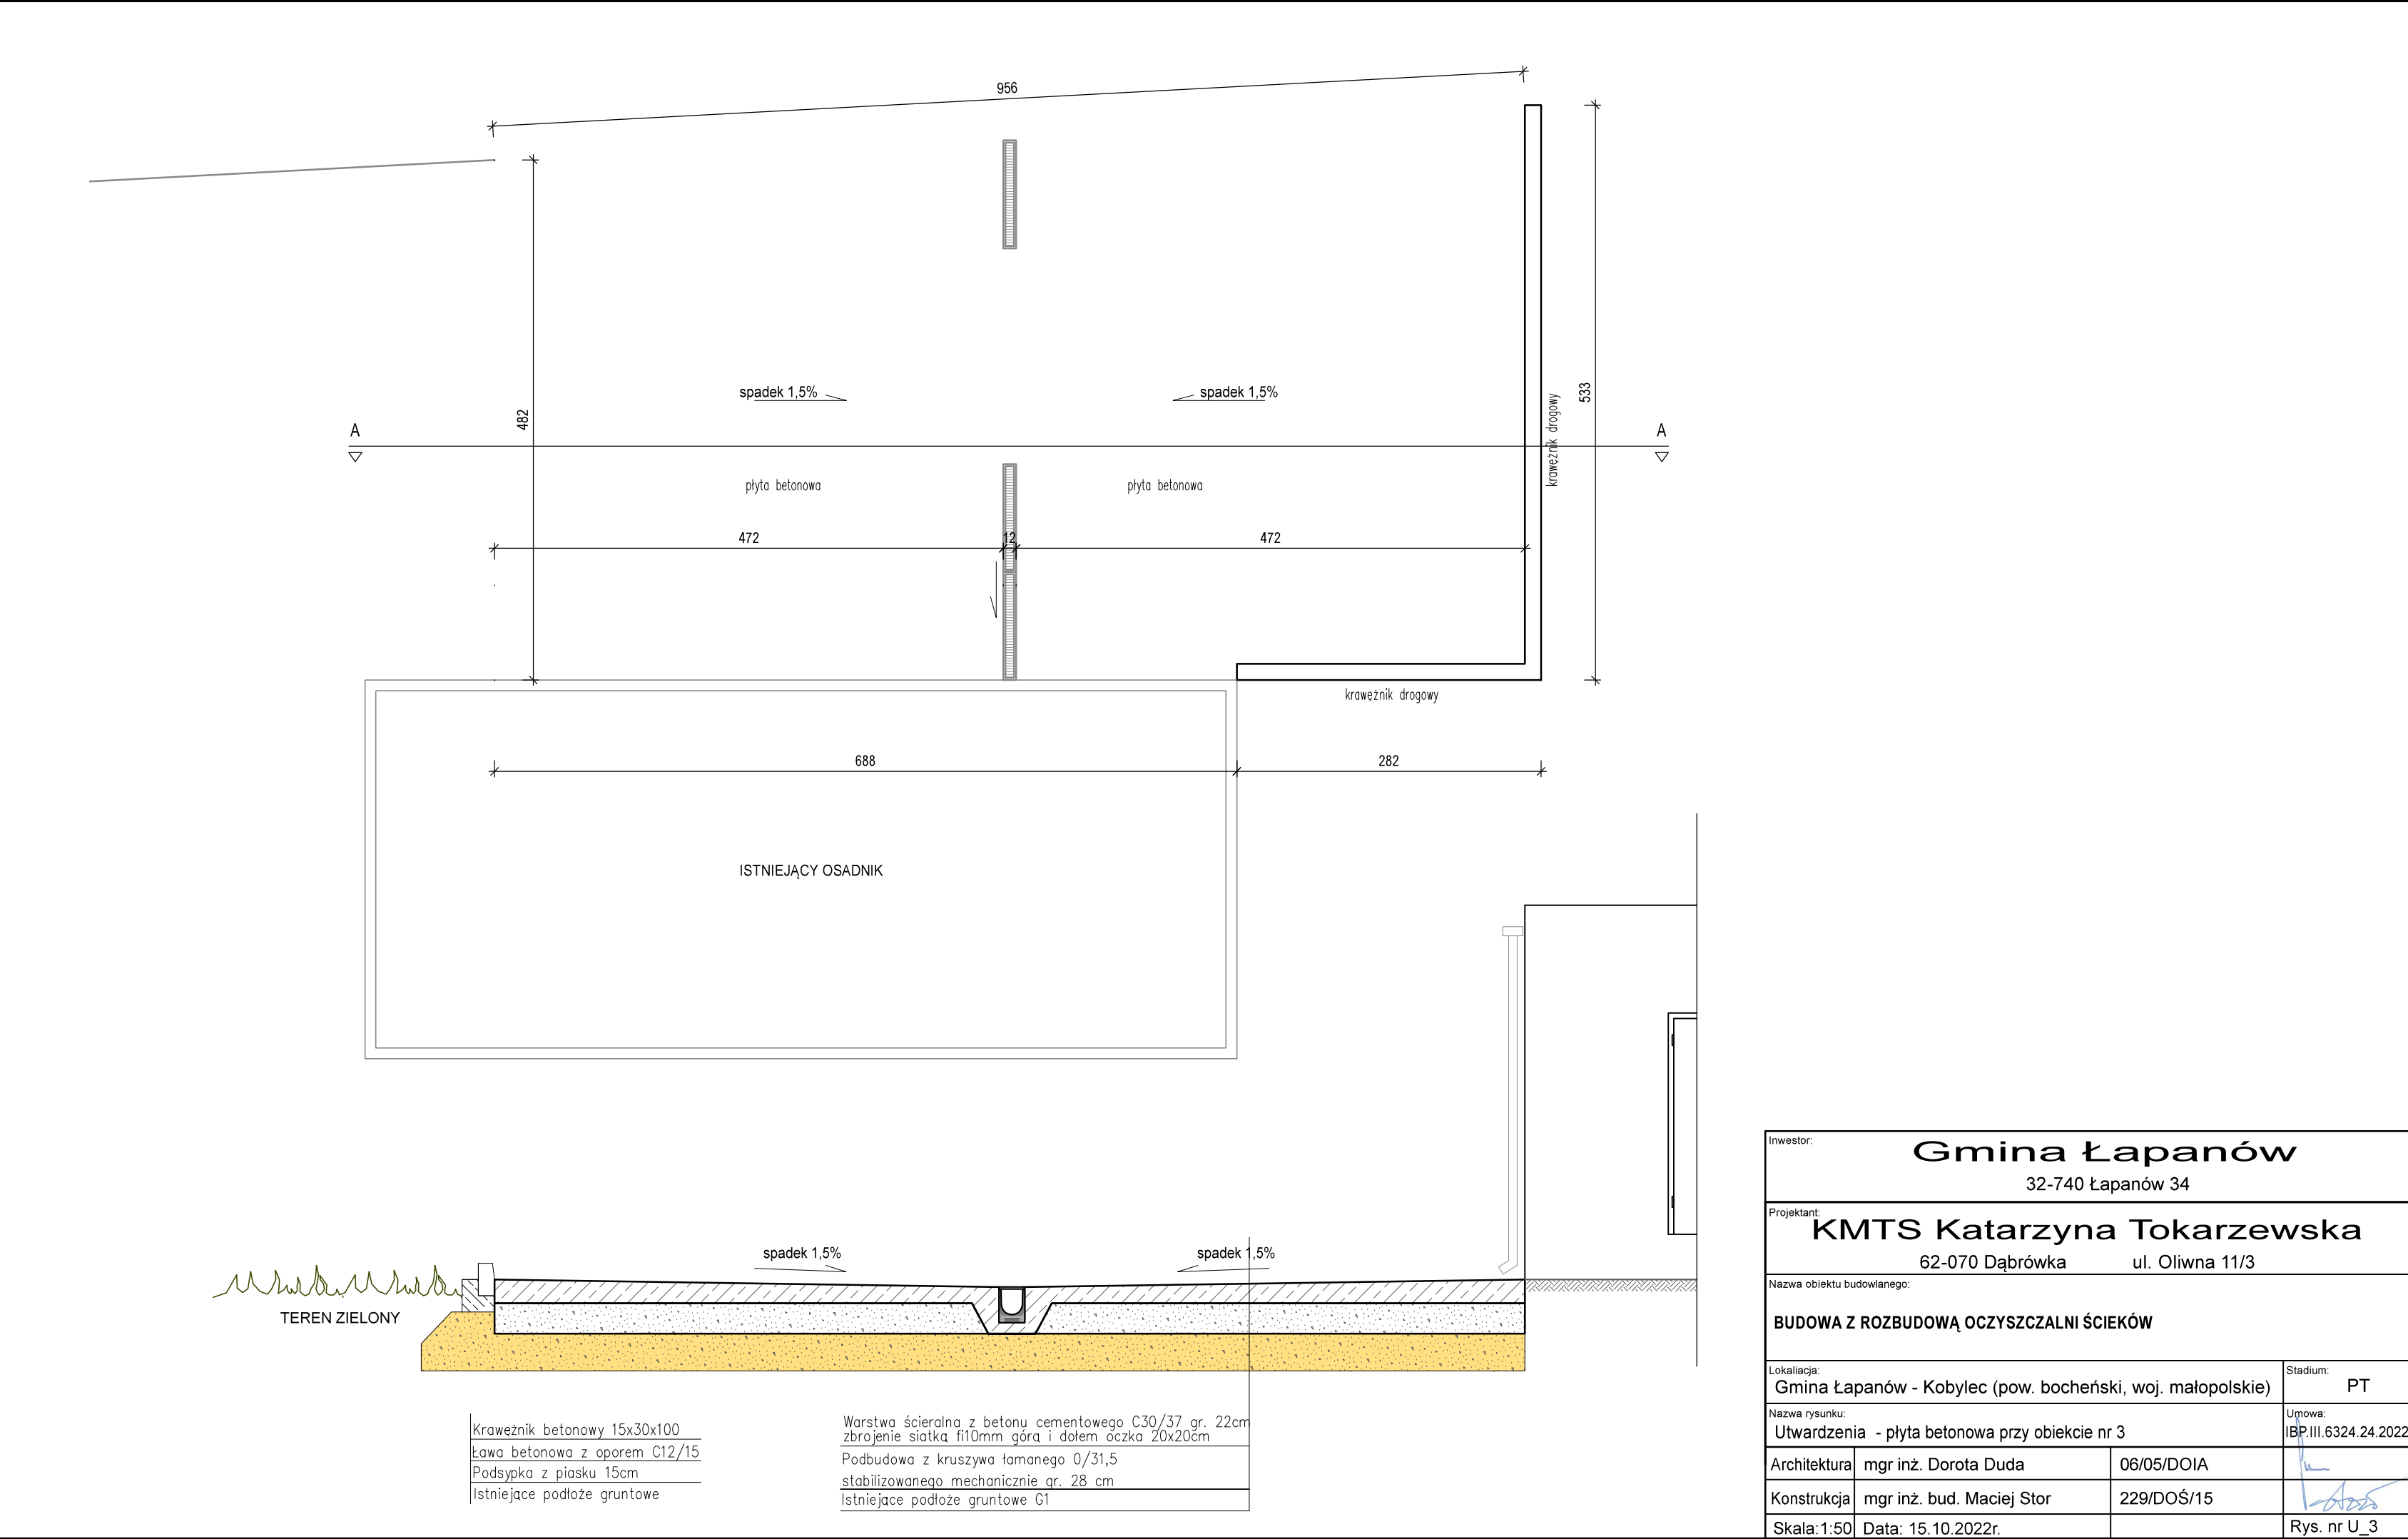 956
482
533
spadek 1,5%
spadek 1,5%
krawężnik drogowy
A
A
płyta betonowa
płyta betonowa
472
12
472
krawężnik drogowy
688
282
ISTNIEJĄCY OSADNIK
spadek 1,5%
spadek 1,5%
TEREN ZIELONY
Krawężnik betonowy 15x30x100
Ława betonowa z oporem C12/15
Podsypka z piasku 15cm
Istniejące podłoże gruntowe
Warstwa ścieralna z betonu cementowego C30/37 gr. 22cm
zbrojenie siatką fi10mm górą i dołem oczka 20x20cm
Podbudowa z kruszywa łamanego 0/31,5
stabilizowanego mechanicznie gr. 28 cm
Istniejące podłoże gruntowe G1
Inwestor:
Gmina Łapanów
32-740 Łapanów 34
Projektant:
KMTS Katarzyna Tokarzewska
62-070 Dąbrówka ul. Oliwna 11/3
Nazwa obiektu budowlanego:
BUDOWA Z ROZBUDOWĄ OCZYSZCZALNI ŚCIEKÓW
Lokaliacja:
Gmina Łapanów - Kobylec (pow. bocheński, woj. małopolskie)
Stadium:
PT
Nazwa rysunku:
Utwardzenia - płyta betonowa przy obiekcie nr 3
Umowa:
IBP.III.6324.24.2022
Architektura mgr inż. Dorota Duda 06/05/DOIA
Konstrukcja mgr inż. bud. Maciej Stor 229/DOŚ/15
Skala:1:50 Data: 15.10.2022r. Rys. nr U_3